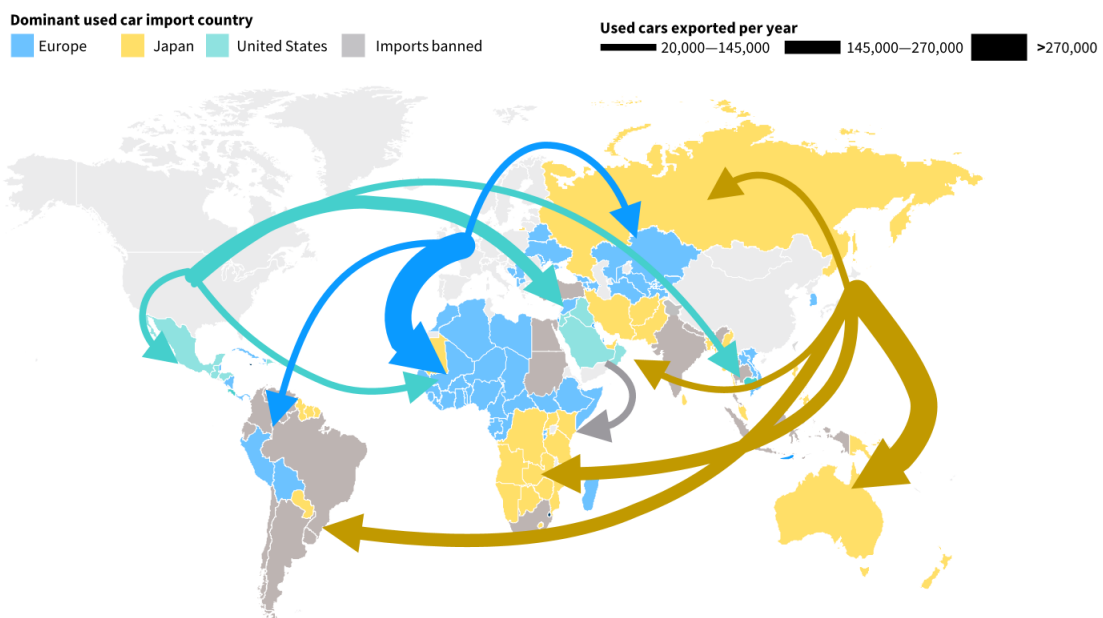 Dominant used car import country
Europe
Japan
United States
Imports banned
Used cars exported per year
20,000—145,000
145,000—270,000
>270,000